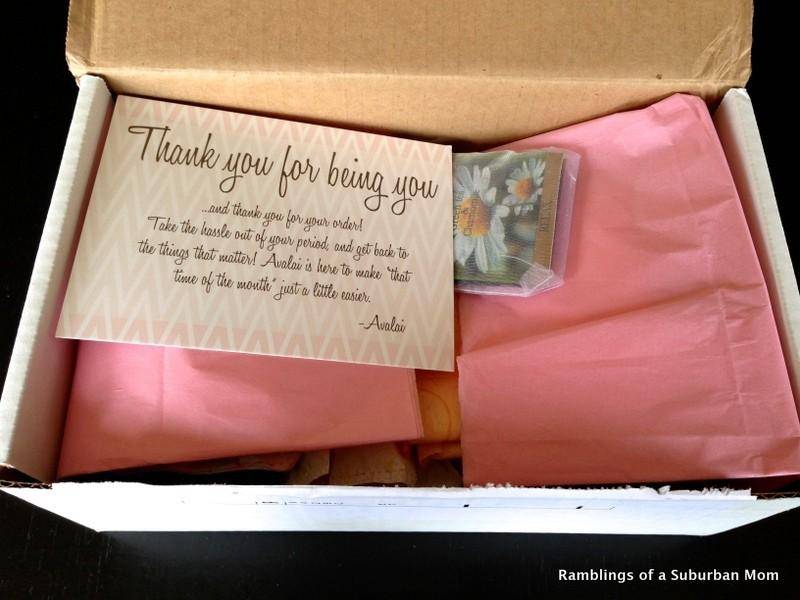 Thank you for being you
...and thank you for your order!
Take the hassle out of your period, and get back to
the things that matter! Avalai is here to make "that
time of the month" just a little easier.
-Avalai
RELAX
Ramblings of a Suburban Mom